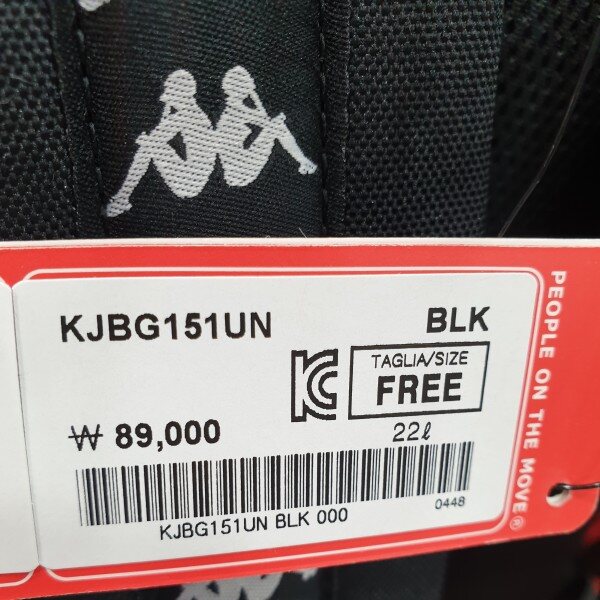 KJBG151UN BLK
TAGLIA/SIZE
FREE
₩ 89,000
22ℓ
KJBG151UN BLK 000
0448
PEOPLE ON THE MOVE®